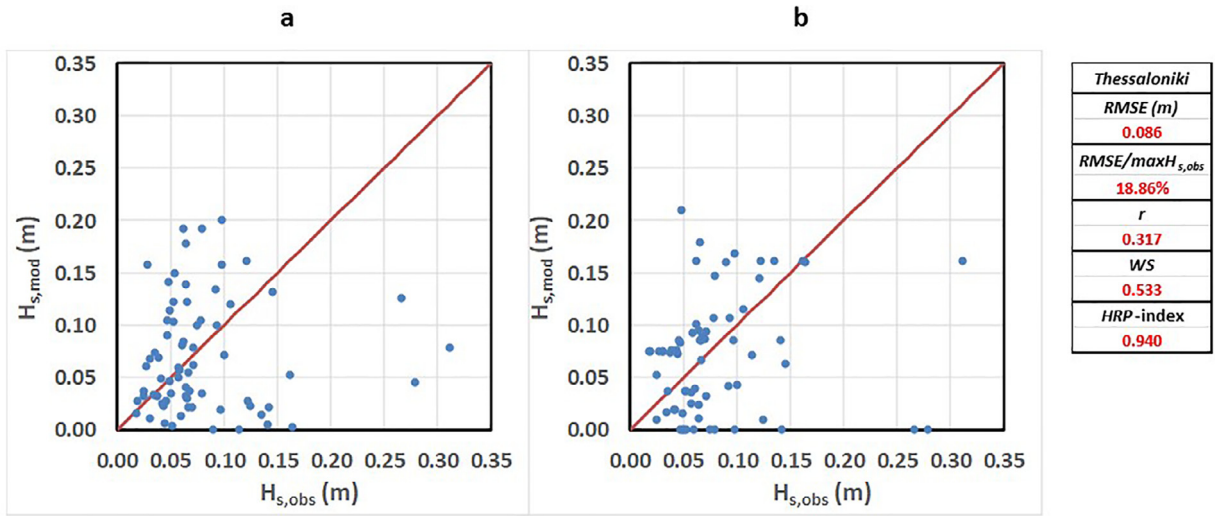 a
b
0.35
0.30
0.25
0.20
0.15
0.10
0.05
0.00
Hs,mod (m)
0.00 0.05 0.10 0.15 0.20 0.25 0.30 0.35
Hs,obs (m)
0.35
0.30
0.25
0.20
0.15
0.10
0.05
0.00
Hs,mod (m)
0.00 0.05 0.10 0.15 0.20 0.25 0.30 0.35
Hs,obs (m)
Thessaloniki
RMSE (m)
0.086
RMSE/maxHs,obs
18.86%
r
0.317
WS
0.533
HRP-index
0.940